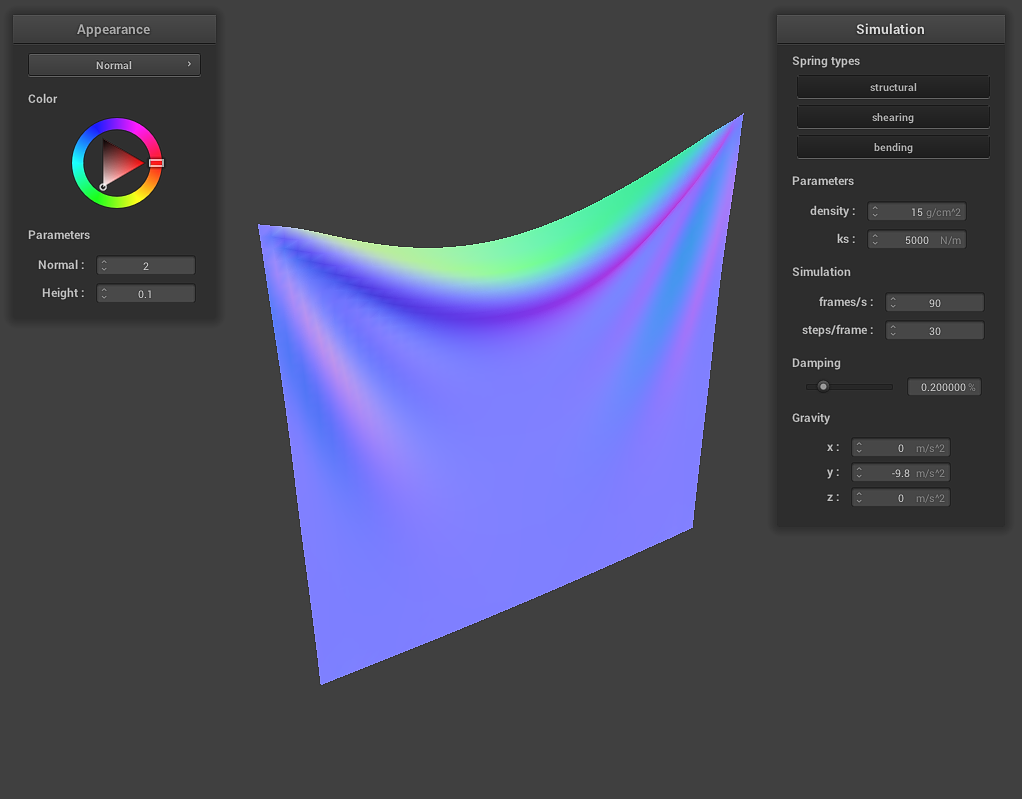 Appearance
Normal ›
Color
Parameters
Normal : 2
Height : 0.1
Simulation
Spring types
structural
shearing
bending
Parameters
density : 15 g/cm^2
ks : 5000 N/m
Simulation
frames/s : 90
steps/frame : 30
Damping
0.200000 %
Gravity
x : 0 m/s^2
y : -9.8 m/s^2
z : 0 m/s^2